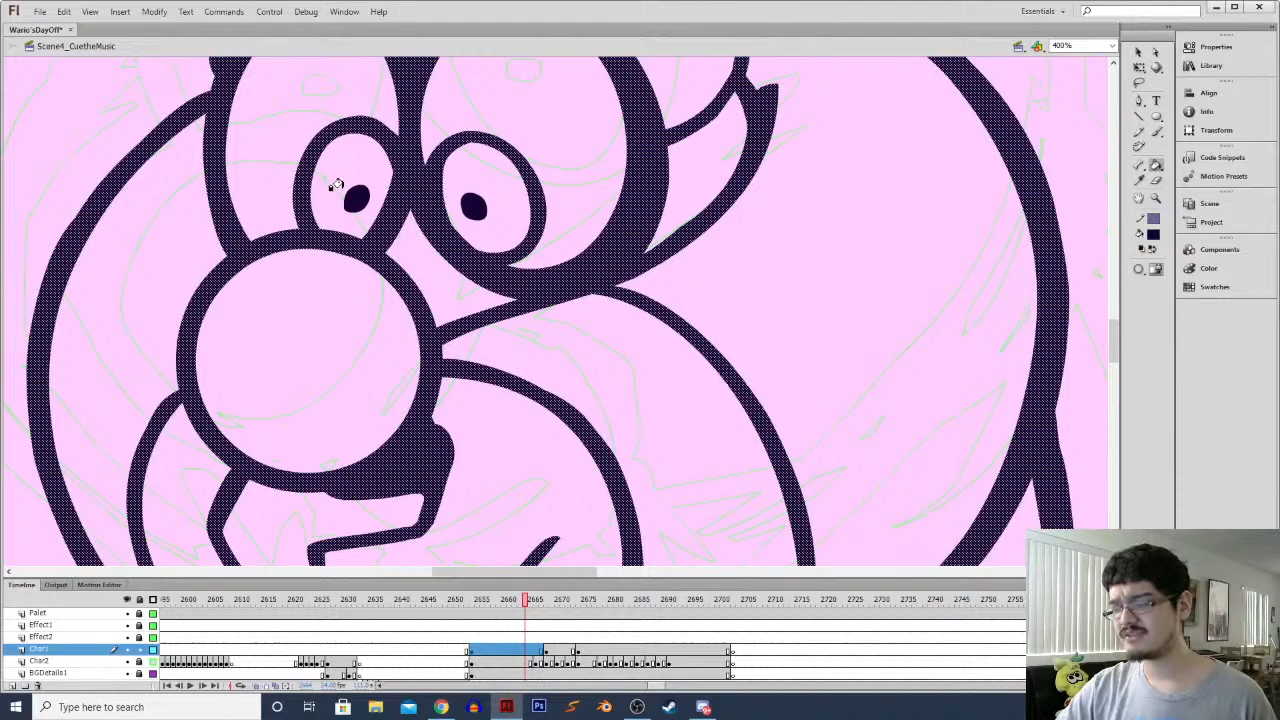 Fl File Edit View Insert Modify Text Commands Control Debug Window Help Essentials
Wario'sDayOff*
Scene4_CuetheMusic 400%
Properties
Library
Align
Info
Transform
Code Snippets
Motion Presets
Scene
Project
Components
Color
Swatches
Timeline Output Motion Editor
595 2600 2605 2610 2615 2620 2625 2630 2635 2640 2645 2650 2655 2660 2665 2670 2675 2680 2685 2690 2695 2700 2705 2710 2715 2720 2725 2730 2735 2740 2745 2750 2755
Palet
Effect1
Effect2
Char1
Char2
BGDetails1
Type here to search